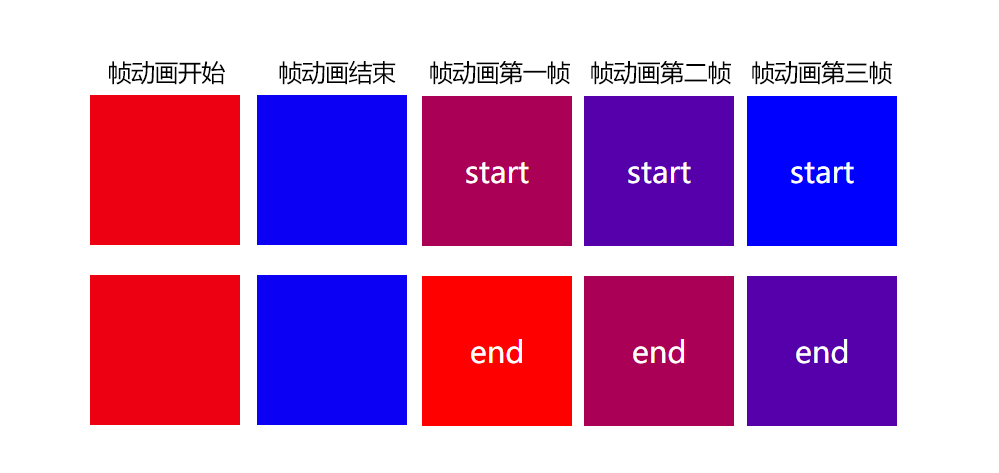 帧动画开始 帧动画结束 帧动画第一帧 帧动画第二帧 帧动画第三帧
start start start
end end end